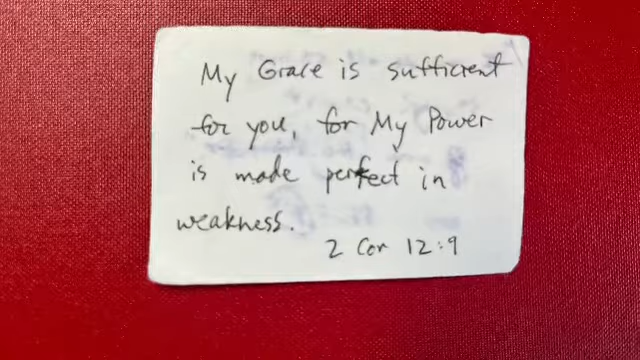 My Grace is sufficient
for you, for My Power
is made perfect in
weakness.
2 Cor 12:9